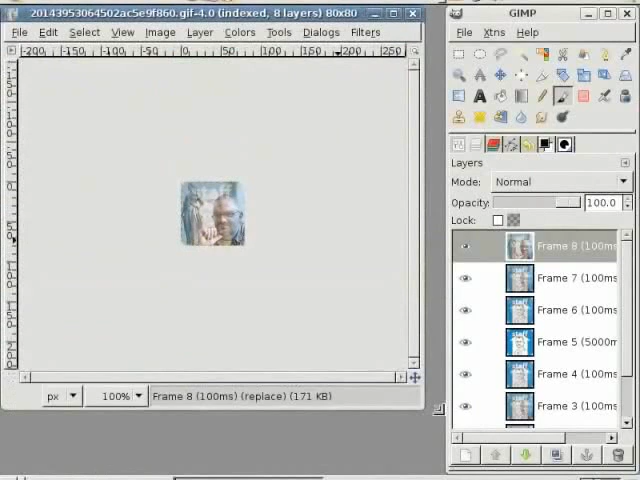 20143953064502ac5e9f860.gif-4.0 (indexed, 8 layers) 80x80
File Edit Select View Image Layer Colors Tools Dialogs Filters
-200 -150 -100 -50 0 50 100 150 200 250
px 100% Frame 8 (100ms) (replace) (171 KB)
GIMP
File Xtns Help
Layers
Mode: Normal
Opacity: 100.0
Lock:
Frame 8 (100ms
Frame 7 (100ms
Frame 6 (100ms
Frame 5 (5000m
Frame 4 (100ms
Frame 3 (100ms